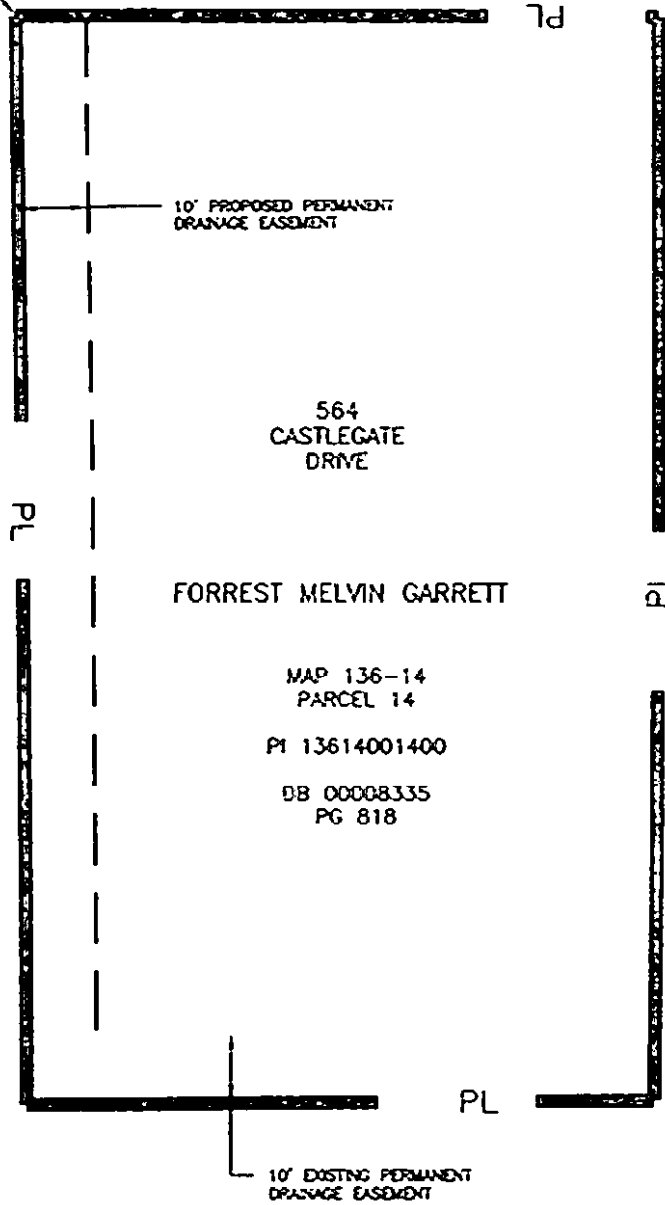 PL
10' PROPOSED PERMANENT
DRAINAGE EASEMENT
564
CASTLEGATE
DRIVE
PL
FORREST MELVIN GARRETT
PL
MAP 136-14
PARCEL 14
PI 13614001400
DB 00008335
PG 818
PL
10' EXISTING PERMANENT
DRAINAGE EASEMENT